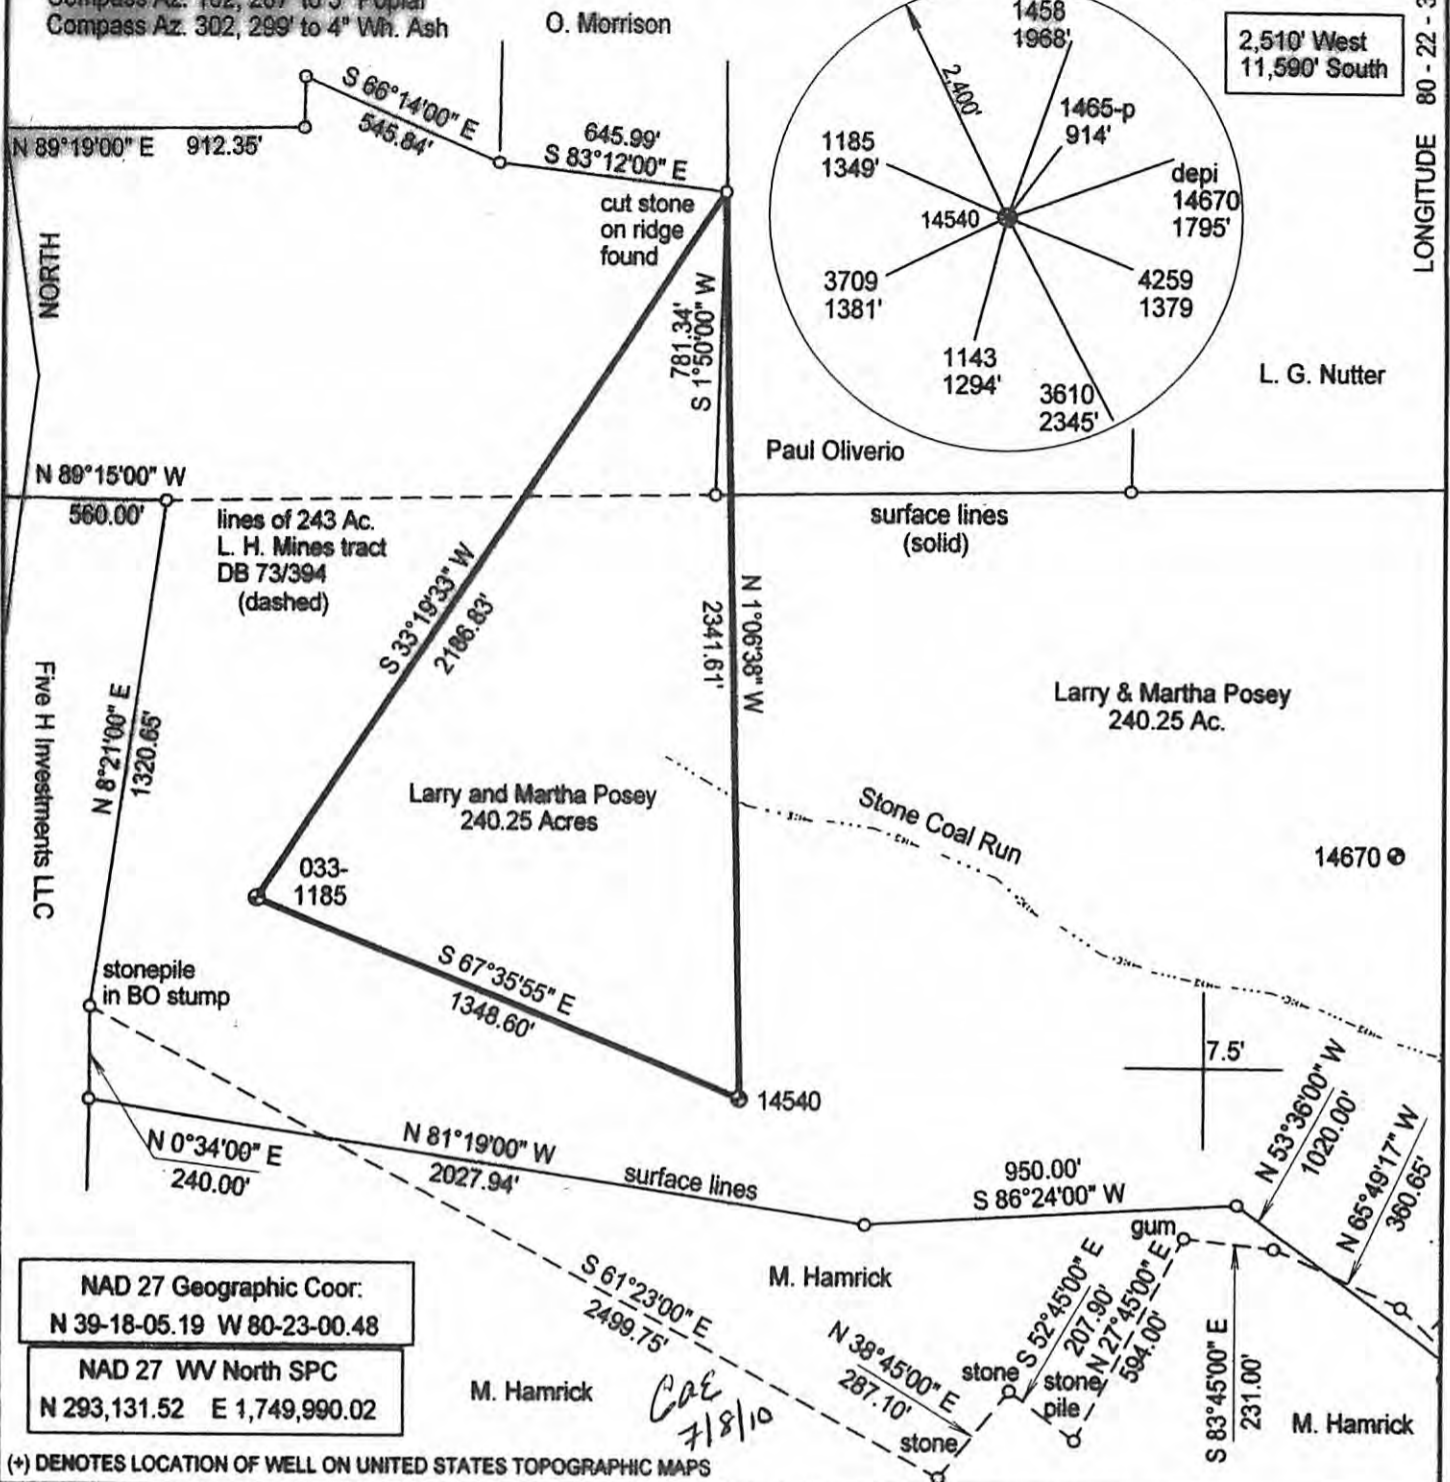 Compass Az. 302, 299' to 4" Wh. Ash
O. Morrison
2,510' West
11,590' South
LONGITUDE 80 - 22 - 3
N 89°19'00" E 912.35'
S 66°14'00" E
545.84'
645.99'
S 83°12'00" E
cut stone
on ridge
found
NORTH
1458
1968'
2,400'
1465-p
914'
1185
1349'
depi
14670
1795'
14540
3709
1381'
4259
1379
1143
1294'
3610
2345'
L. G. Nutter
Paul Oliverio
781.34'
S 1°50'00" W
N 89°15'00" W
560.00'
lines of 243 Ac.
L. H. Mines tract
DB 73/394
(dashed)
surface lines
(solid)
S 33°19'33" W
2186.83'
N 1°06'38" W
2341.61'
Five H Investments LLC
N 8°21'00" E
1320.65'
Larry & Martha Posey
240.25 Ac.
Larry and Martha Posey
240.25 Acres
Stone Coal Run
14670
033-
1185
S 67°35'55" E
1348.60'
stonepile
in BO stump
14540
7.5'
N 0°34'00" E
240.00'
N 81°19'00" W
2027.94'
surface lines
950.00'
S 86°24'00" W
N 53°36'00" W
1020.00'
N 65°49'17" W
360.65'
gum
M. Hamrick
S 61°23'00" E
2499.75'
N 38°45'00" E
287.10'
stone
S 52°45'00" E
207.90'
stone
pile
N 27°45'00" E
594.00'
S 83°45'00" E
231.00'
stone
M. Hamrick
M. Hamrick
7/8/10
NAD 27 Geographic Coor:
N 39-18-05.19 W 80-23-00.48
NAD 27 WV North SPC
N 293,131.52 E 1,749,990.02
(+) DENOTES LOCATION OF WELL ON UNITED STATES TOPOGRAPHIC MAPS